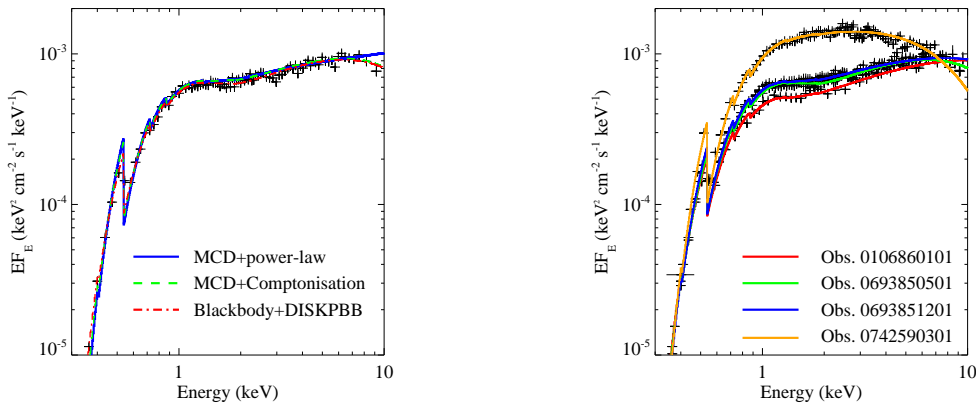 10⁻³
10⁻⁴
10⁻⁵
EF_E (keV² cm⁻² s⁻¹ keV⁻¹)
MCD+power-law
MCD+Comptonisation
Blackbody+DISKPBB
1 10
Energy (keV)
10⁻³
10⁻⁴
10⁻⁵
EF_E (keV² cm⁻² s⁻¹ keV⁻¹)
Obs. 0106860101
Obs. 0693850501
Obs. 0693851201
Obs. 0742590301
1 10
Energy (keV)